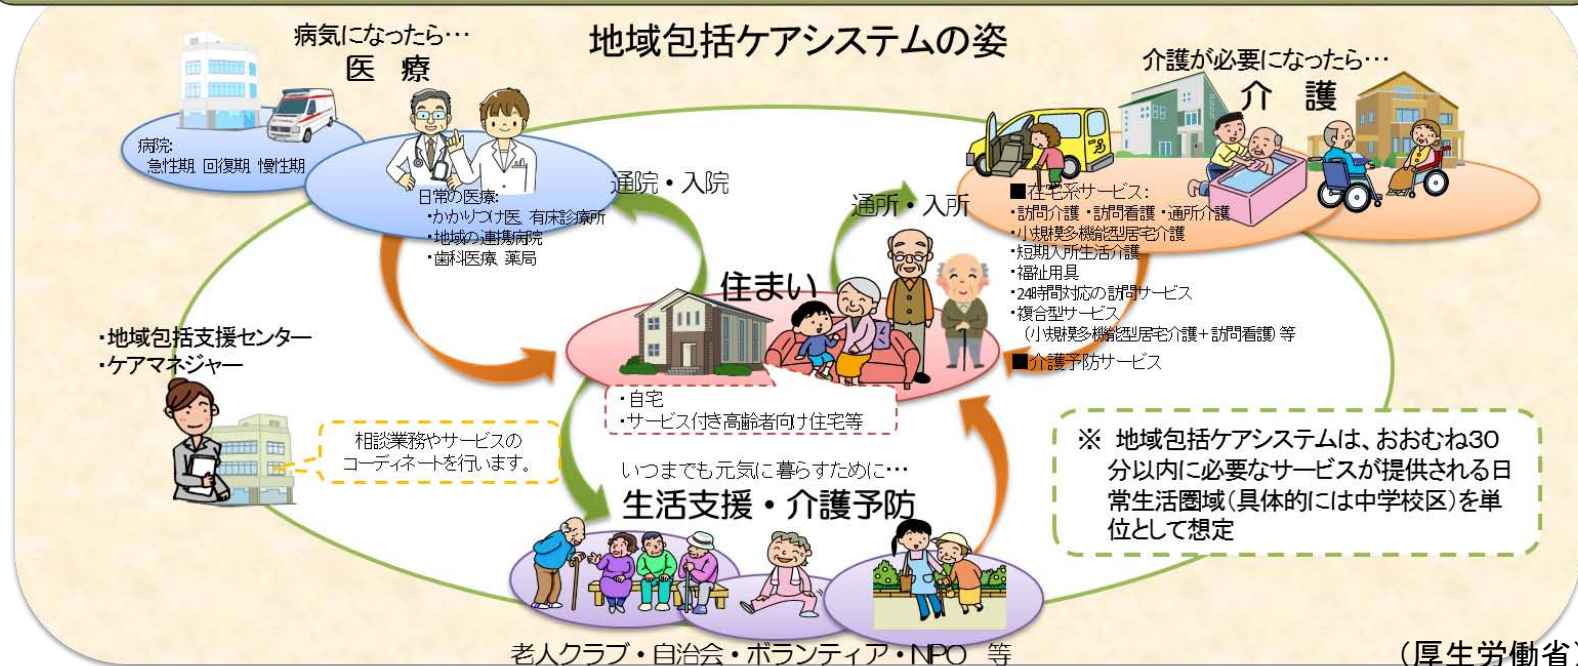 地域包括ケアシステムの姿
病気になったら…
医 療
病院:
急性期 回復期 慢性期
日常の医療:
・かかりつけ医、有床診療所
・地域の連携病院
・歯科医療、薬局
通院・入院
通所・入所
介護が必要になったら…
介 護
■在宅系サービス:
・訪問介護・訪問看護・通所介護
・小規模多機能型居宅介護
・短期入所生活介護
・福祉用具
・24時間対応の訪問サービス
・複合型サービス
(小規模多機能型居宅介護+訪問看護)等
■介護予防サービス
住まい
・自宅
・サービス付き高齢者向け住宅等
・地域包括支援センター
・ケアマネジャー
相談業務やサービスの
コーディネートを行います。
いつまでも元気に暮らすために…
生活支援・介護予防
老人クラブ・自治会・ボランティア・NPO 等
※ 地域包括ケアシステムは、おおむね30
分以内に必要なサービスが提供される日
常生活圏域(具体的には中学校区)を単
位として想定
(厚生労働省)